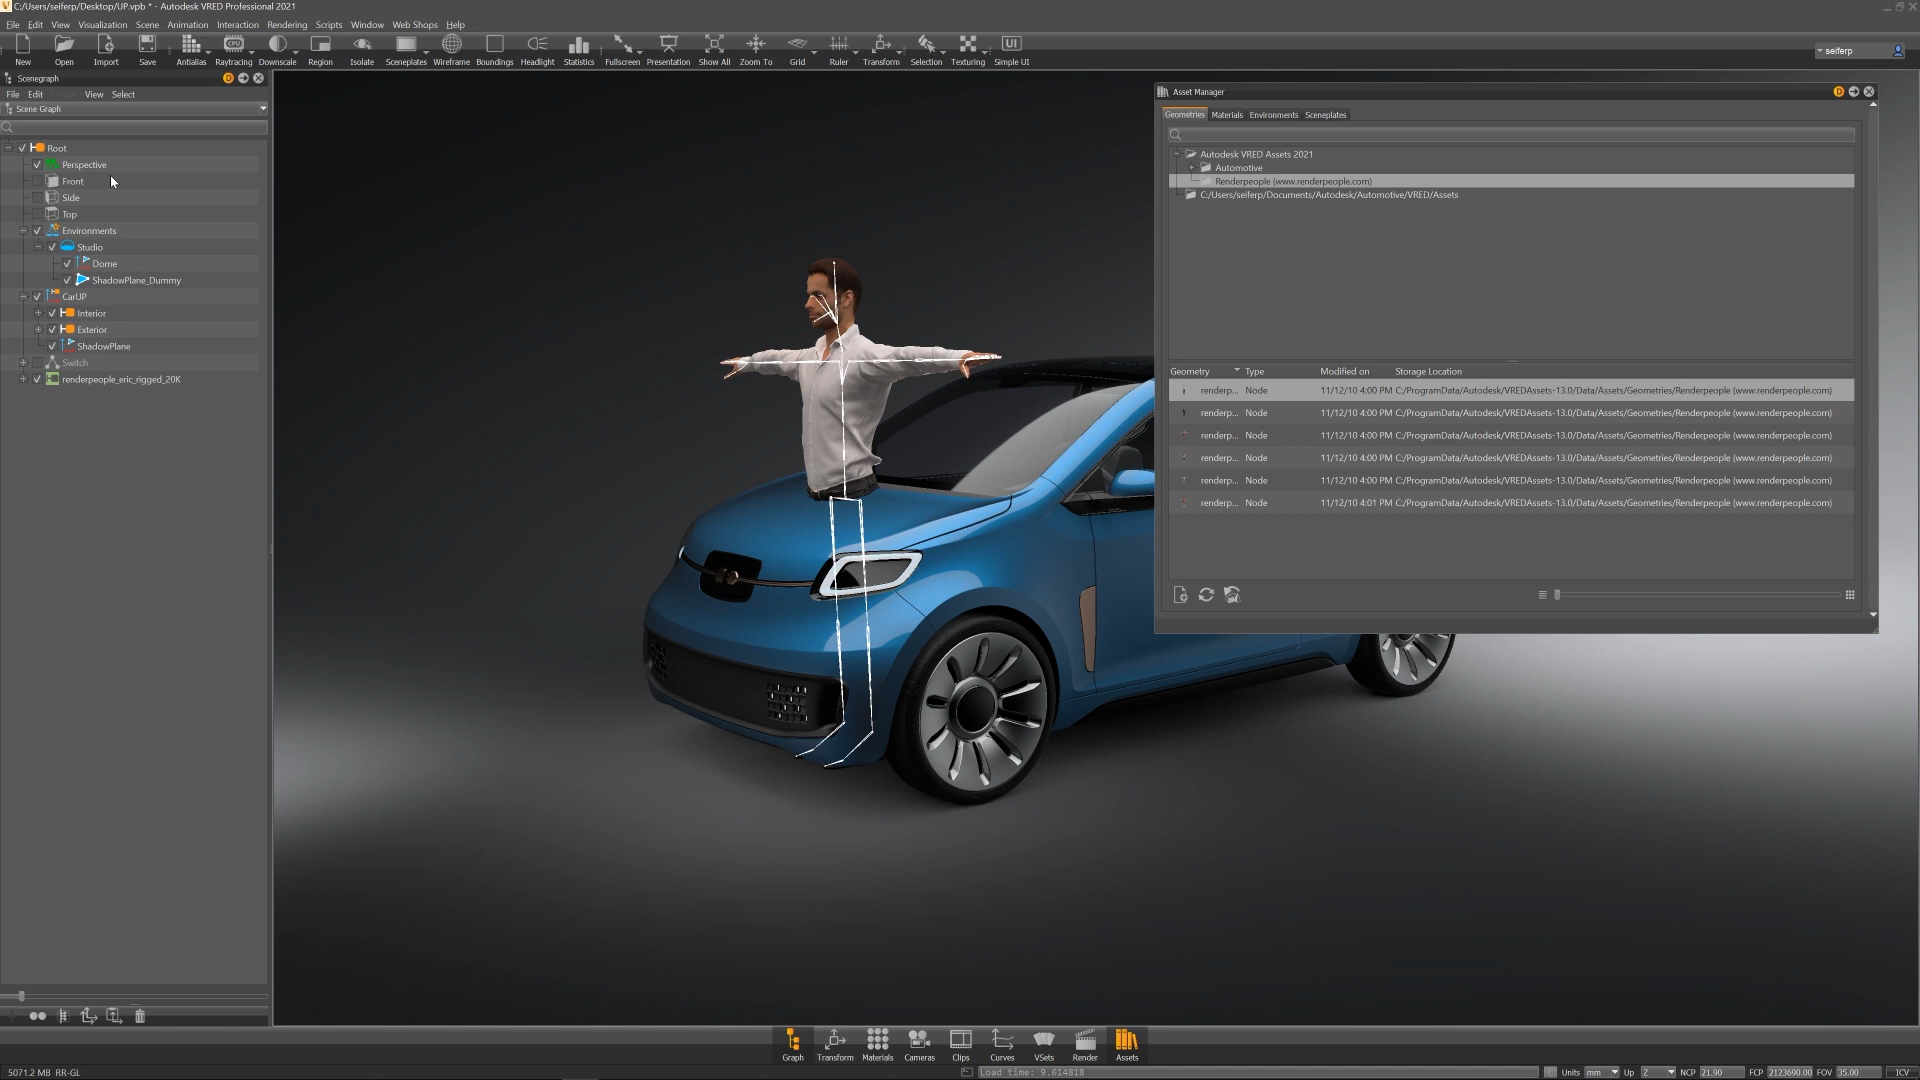 C:/Users/seiferp/Desktop/UP.vpb * - Autodesk VRED Professional 2021
File Edit View Visualization Scene Animation Interaction Rendering Scripts Window Web Shops Help
New Open Import Save Antialias Raytracing Downscale Region Isolate Sceneplates Wireframe Boundings Headlight Statistics Fullscreen Presentation Show All Zoom To Grid Ruler Transform Selection Texturing Simple UI
CPU
UI
seiferp
Scenegraph
D
File Edit Create View Select
Scene Graph
Root
Perspective
Front
Side
Top
Environments
Studio
Dome
ShadowPlane_Dummy
CarUP
Interior
Exterior
ShadowPlane
Switch
renderpeople_eric_rigged_20K
Asset Manager
D
Geometries Materials Environments Sceneplates
Autodesk VRED Assets 2021
Automotive
Renderpeople (www.renderpeople.com)
C:/Users/seiferp/Documents/Autodesk/Automotive/VRED/Assets
Geometry Type Modified on Storage Location
renderp... Node 11/12/10 4:00 PM C:/ProgramData/Autodesk/VREDAssets-13.0/Data/Assets/Geometries/Renderpeople (www.renderpeople.com)
renderp... Node 11/12/10 4:00 PM C:/ProgramData/Autodesk/VREDAssets-13.0/Data/Assets/Geometries/Renderpeople (www.renderpeople.com)
renderp... Node 11/12/10 4:00 PM C:/ProgramData/Autodesk/VREDAssets-13.0/Data/Assets/Geometries/Renderpeople (www.renderpeople.com)
renderp... Node 11/12/10 4:00 PM C:/ProgramData/Autodesk/VREDAssets-13.0/Data/Assets/Geometries/Renderpeople (www.renderpeople.com)
renderp... Node 11/12/10 4:00 PM C:/ProgramData/Autodesk/VREDAssets-13.0/Data/Assets/Geometries/Renderpeople (www.renderpeople.com)
renderp... Node 11/12/10 4:01 PM C:/ProgramData/Autodesk/VREDAssets-13.0/Data/Assets/Geometries/Renderpeople (www.renderpeople.com)
Graph Transform Materials Cameras Clips Curves VSets Render Assets
5071.2 MB RR-GL
Load time: 9.614818
Units mm Up Z NCP 21.90 FCP 2123690.00 FOV 35.00 ICV